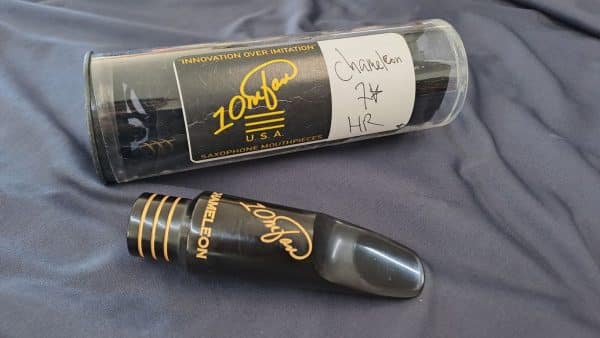 "INNOVATION OVER IMITATION"
10mfan
U.S.A.
SAXOPHONE MOUTHPIECES
Chameleon
7*
HR
10mfan
CHAMELEON